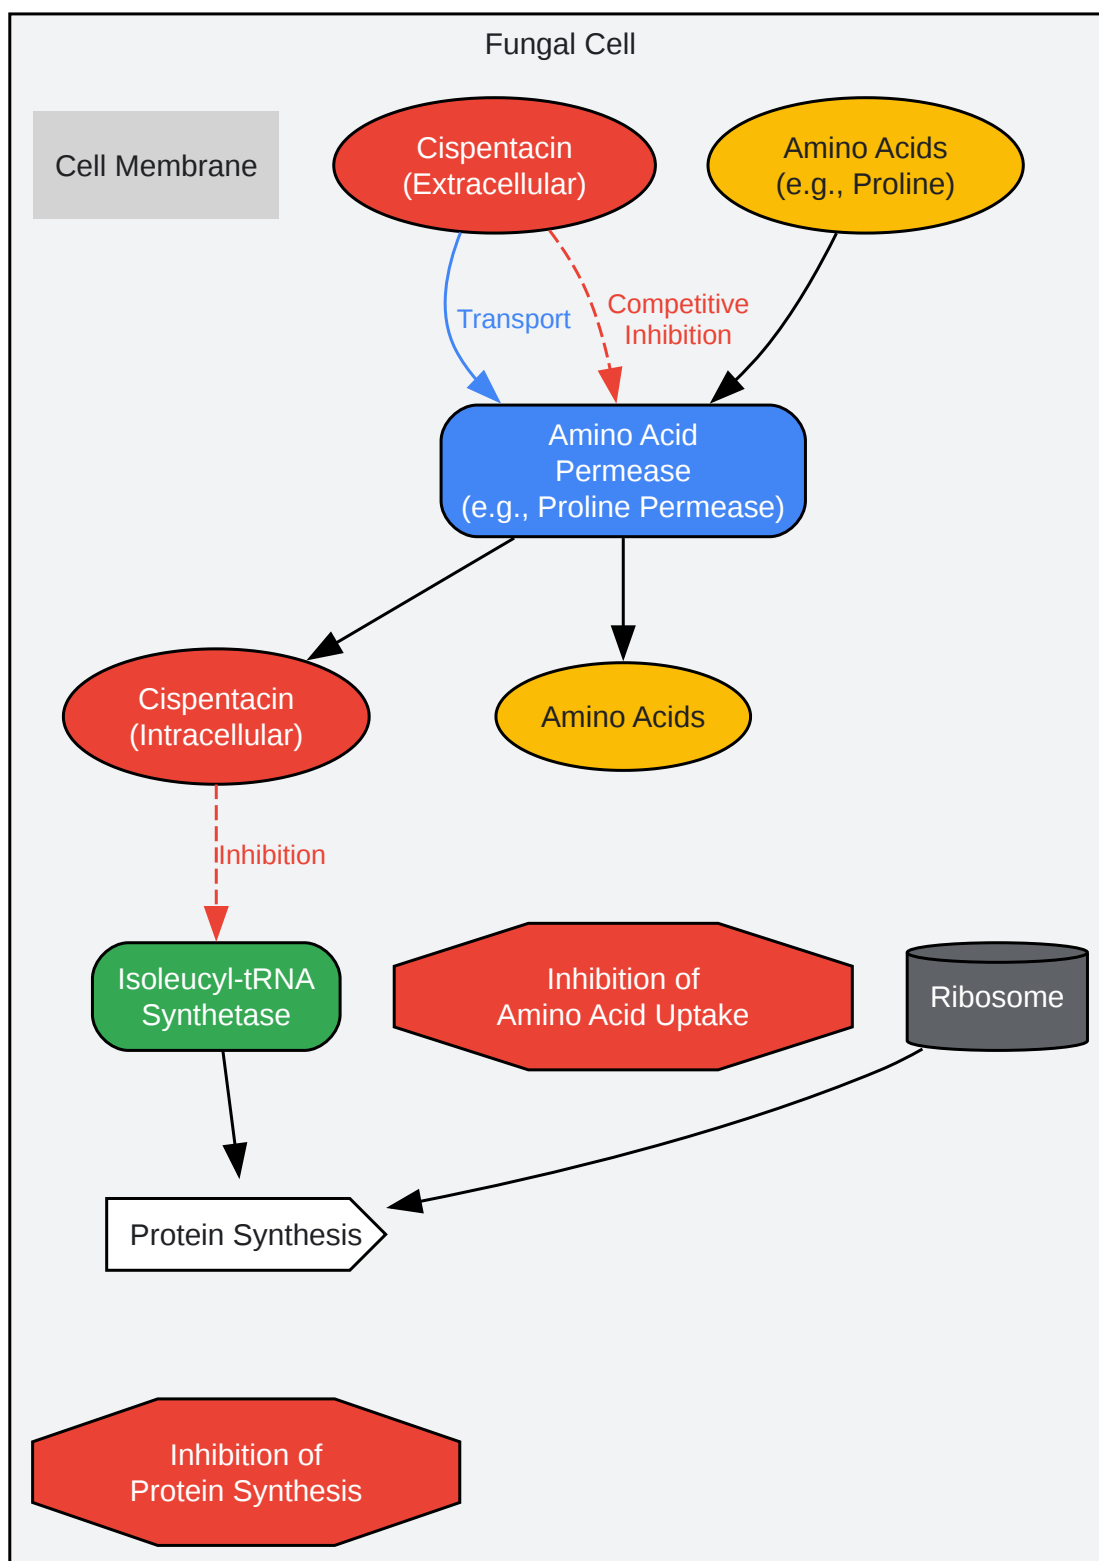 Fungal Cell
Cell Membrane
Cispentacin
(Extracellular)
Amino Acids
(e.g., Proline)
Transport
Competitive
Inhibition
Amino Acid
Permease
(e.g., Proline Permease)
Cispentacin
(Intracellular)
Amino Acids
Inhibition
Isoleucyl-tRNA
Synthetase
Inhibition of
Amino Acid Uptake
Ribosome
Protein Synthesis
Inhibition of
Protein Synthesis